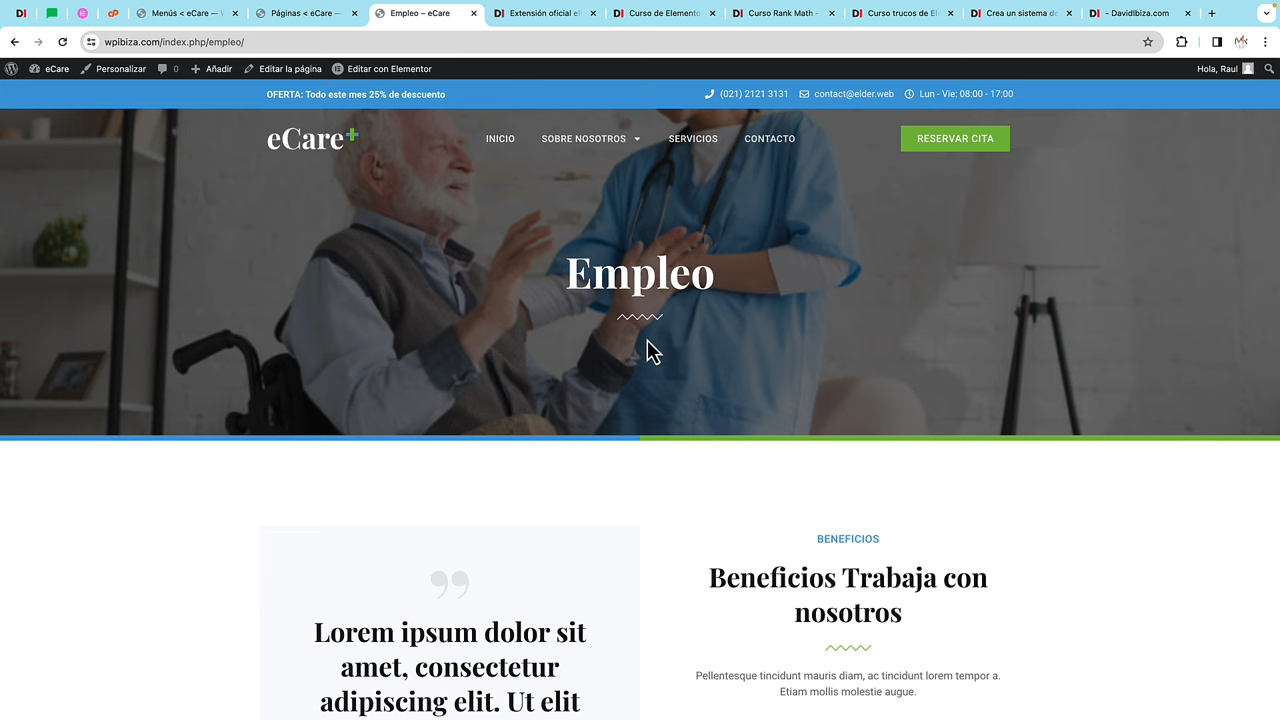 Menús < eCare —
Páginas < eCare —
Empleo – eCare
Extensión oficial
Curso de Elemento
Curso Rank Math -
Curso trucos de
Crea un sistema de
- DavidIbiza.com
wpibiza.com/index.php/empleo/
eCare
Personalizar
0
Añadir
Editar la página
Editar con Elementor
Hola, Raul
OFERTA: Todo este mes 25% de descuento
(021) 2121 3131
contact@elder.web
Lun - Vie: 08:00 - 17:00
eCare+
INICIO
SOBRE NOSOTROS
SERVICIOS
CONTACTO
RESERVAR CITA
Empleo
Lorem ipsum dolor sit
amet, consectetur
adipiscing elit. Ut elit
BENEFICIOS
Beneficios Trabaja con
nosotros
Pellentesque tincidunt mauris diam, ac tincidunt lorem tempor a.
Etiam mollis molestie augue.